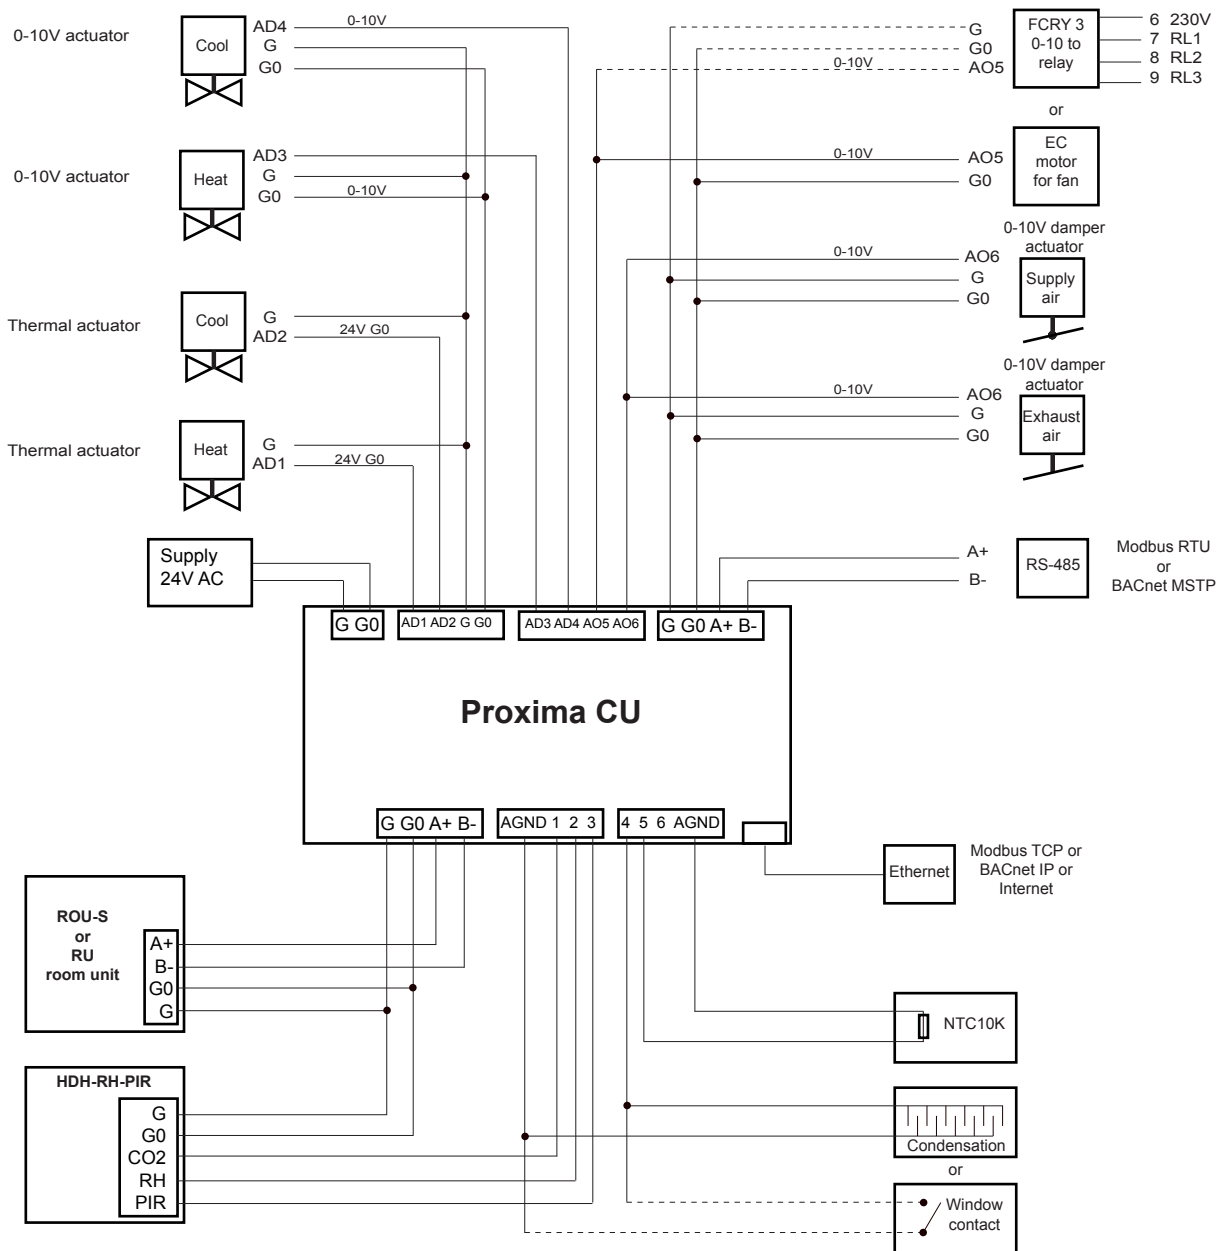 0-10V actuator
Cool
AD4
0-10V
G
G0
0-10V actuator
Heat
AD3
G
G0
0-10V
Thermal actuator
Cool
G
AD2
24V G0
Thermal actuator
Heat
G
AD1
24V G0
Supply
24V AC
G
G0
AO5
0-10V
FCRY 3
0-10 to
relay
6 230V
7 RL1
8 RL2
9 RL3
or
0-10V
AO5
G0
EC
motor
for fan
0-10V damper
actuator
0-10V
AO6
G
G0
Supply
air
0-10V damper
actuator
0-10V
AO6
G
G0
Exhaust
air
A+
B-
RS-485
Modbus RTU
or
BACnet MSTP
G G0
AD1 AD2 G G0
AD3 AD4 AO5 AO6
G G0 A+ B-
Proxima CU
G G0 A+ B-
AGND 1 2 3
4 5 6 AGND
Ethernet
Modbus TCP or
BACnet IP or
Internet
ROU-S
or
RU
room unit
A+
B-
G0
G
NTC10K
HDH-RH-PIR
G
G0
CO2
RH
PIR
Condensation
or
Window
contact